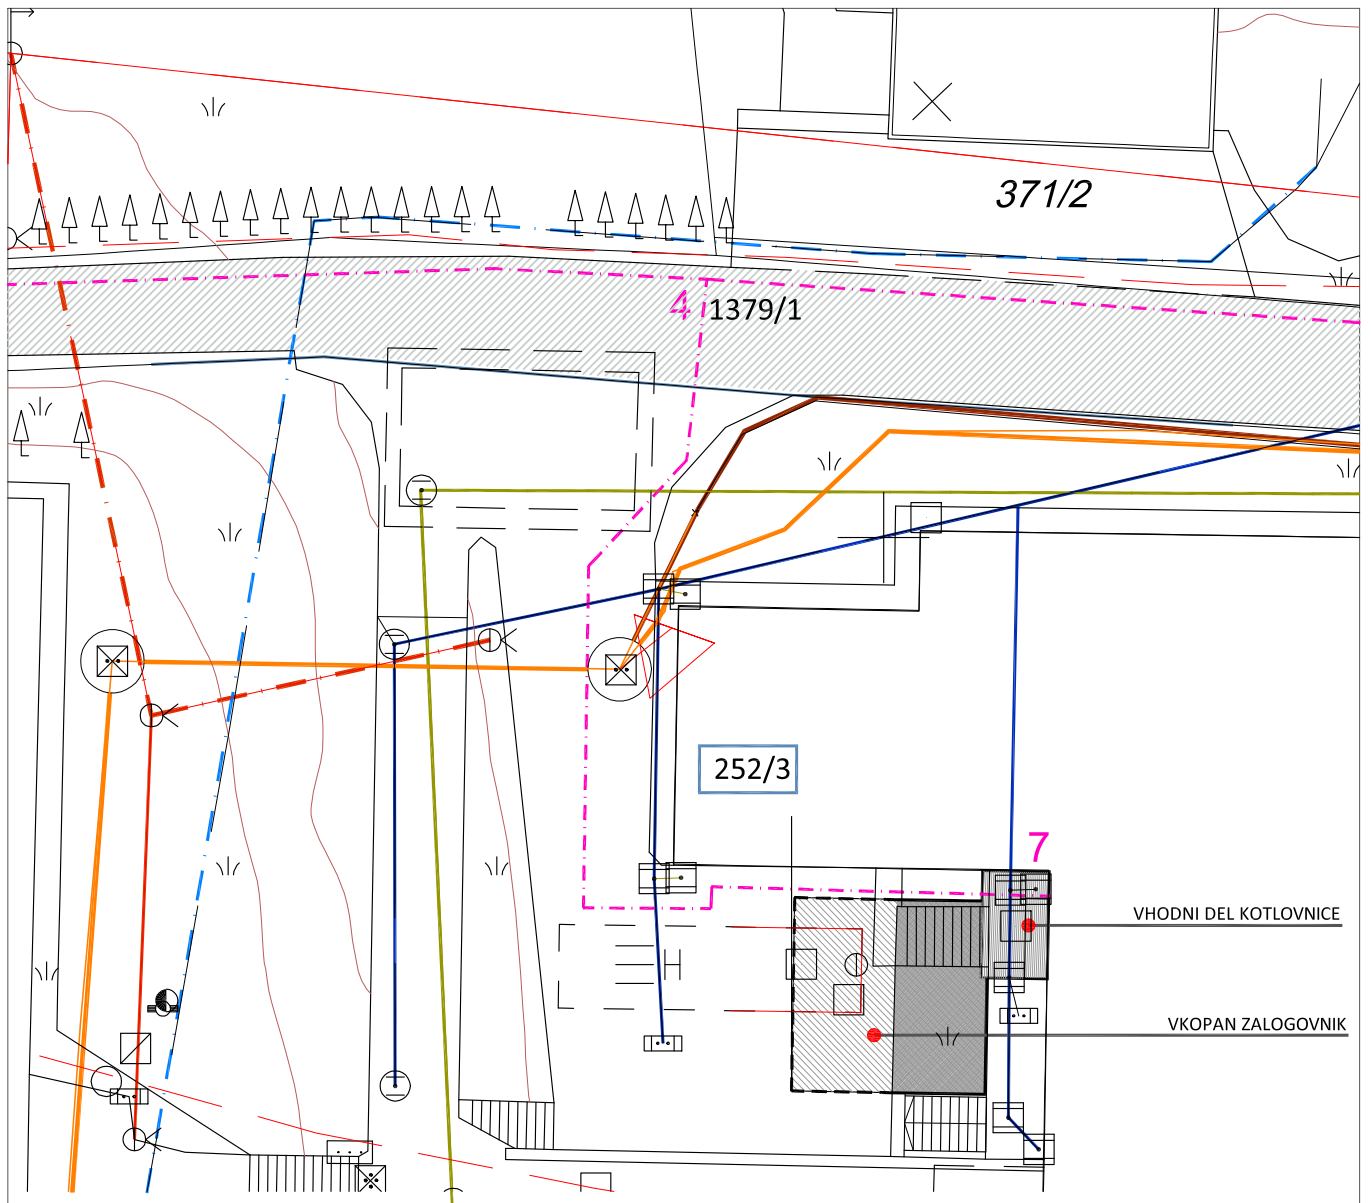 371/2
4
1379/1
252/3
7
VHODNI DEL KOTLOVNICE
VKOPAN ZALOGOVNIK